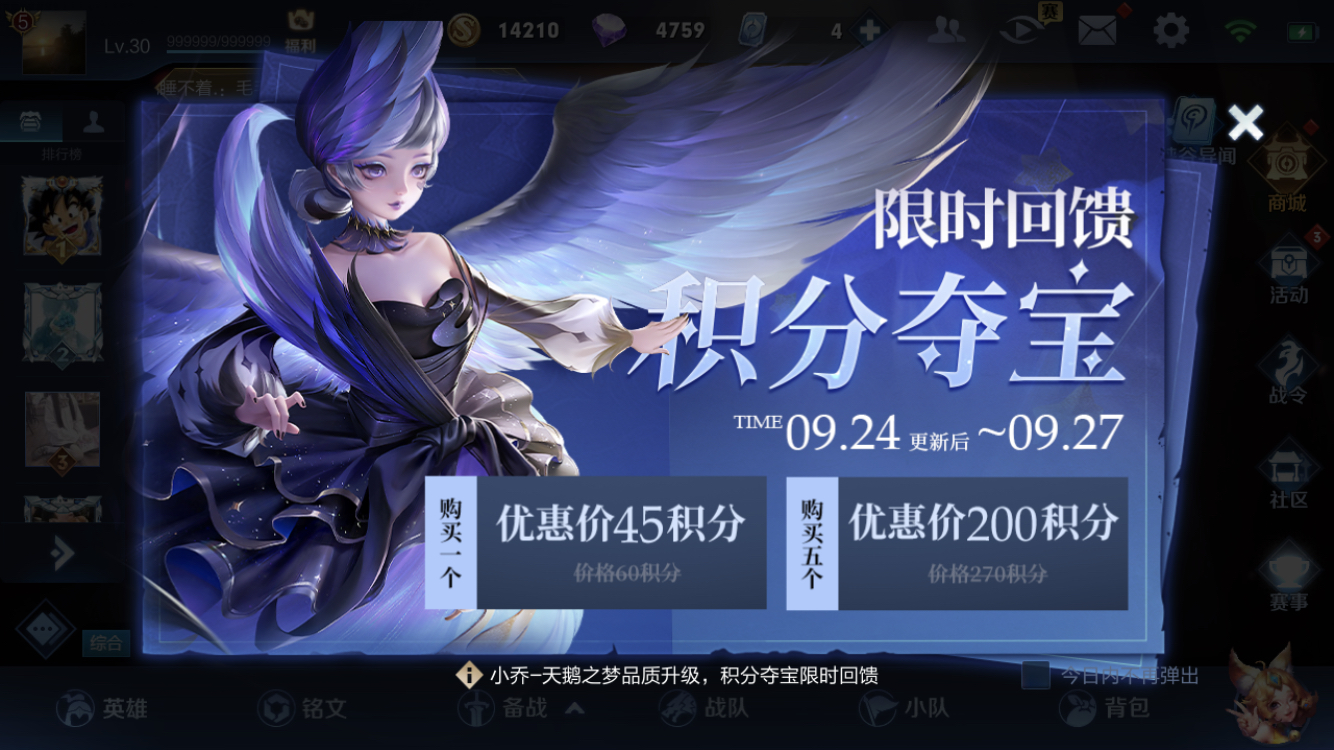 5
Lv.30
999999/999999
福利
14210
4759
4
赛
睡不着.：毛
排行榜
1
2
3
综合
限时回馈
积分夺宝
TIME 09.24 更新后 ~09.27
购买一个
优惠价45积分
价格60积分
购买五个
优惠价200积分
价格270积分
小乔-天鹅之梦品质升级，积分夺宝限时回馈
今日内不再弹出
商城
3
活动
战令
社区
赛事
英雄
铭文
备战
战队
小队
背包